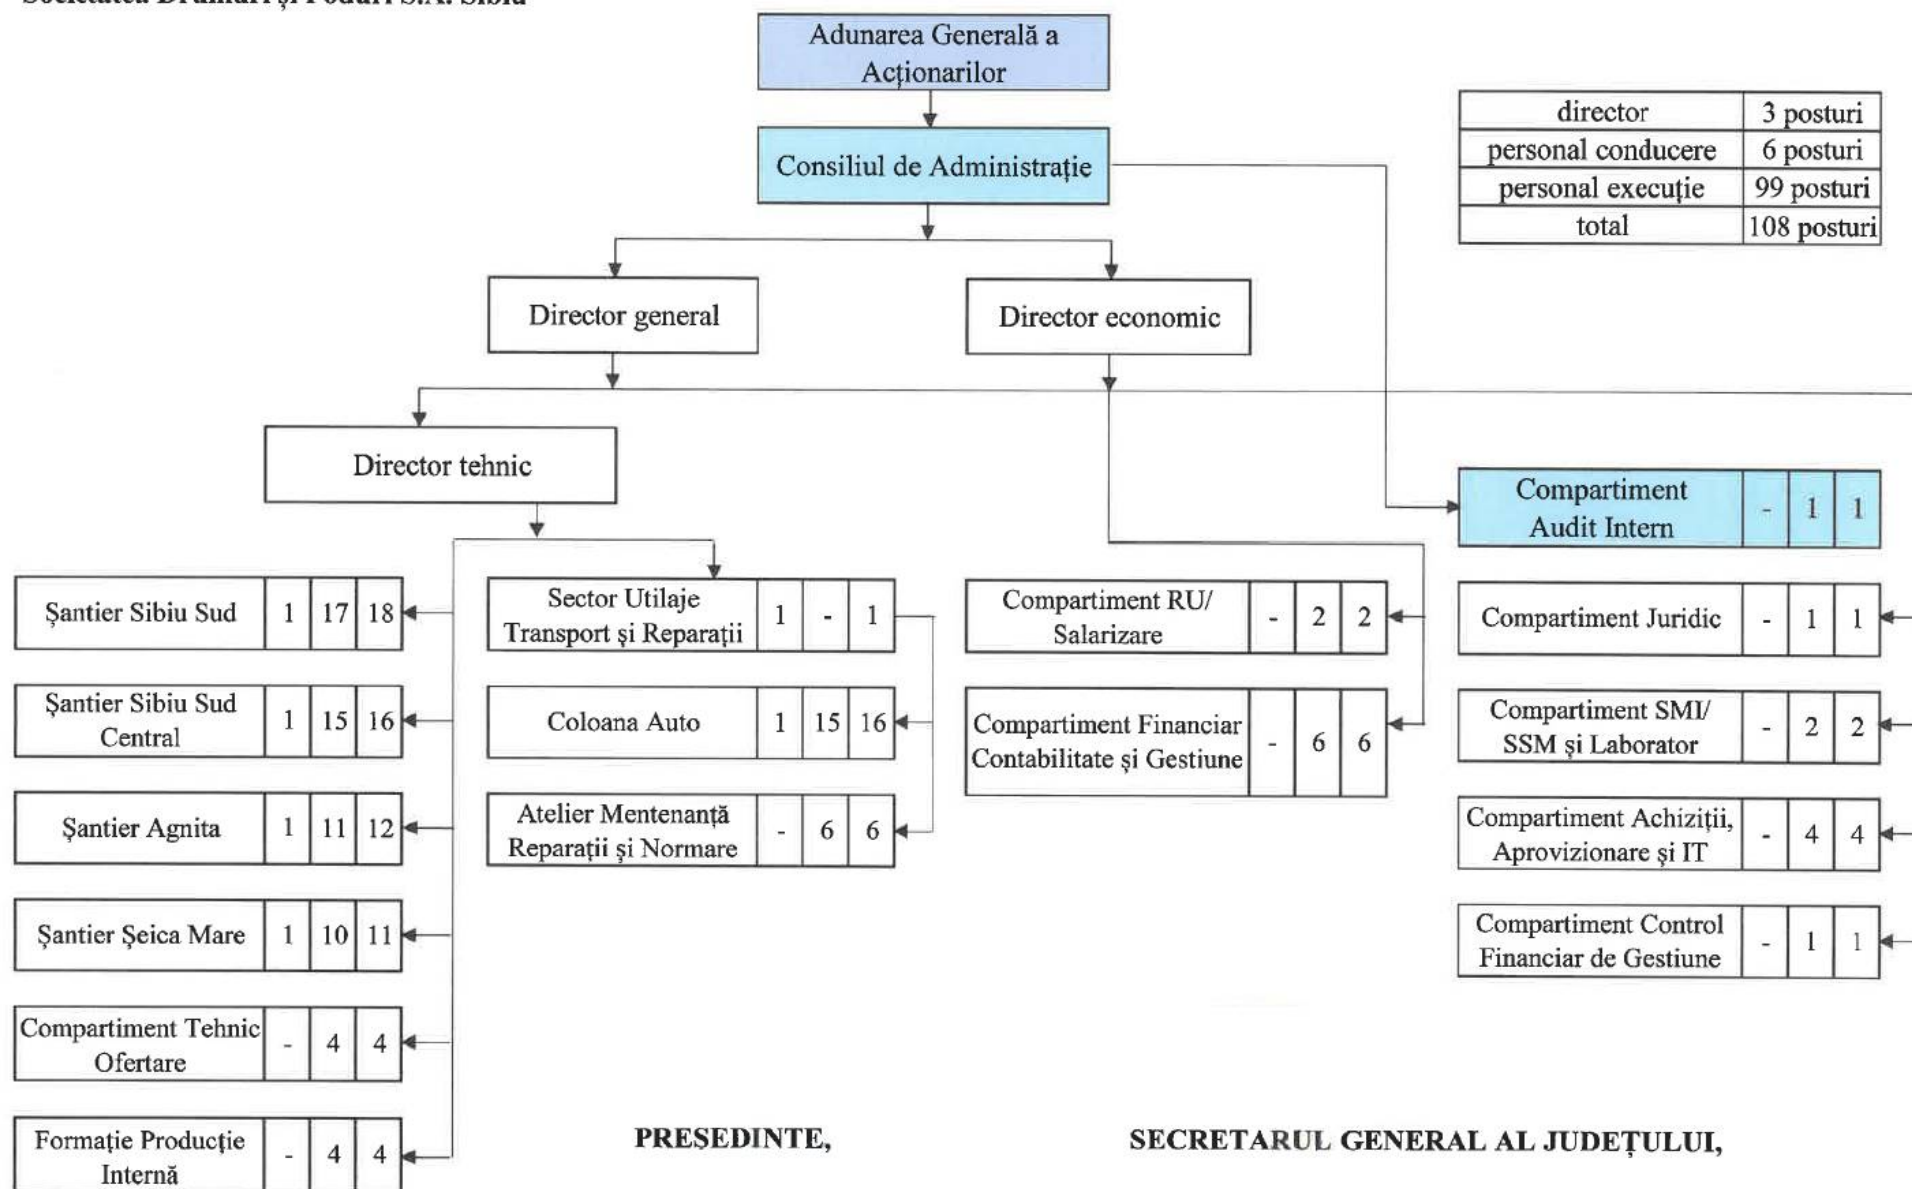 Societatea Drumuri și Poduri S.A. Sibiu
Adunarea Generală a
Acționarilor
Consiliul de Administrație
director 3 posturi
personal conducere 6 posturi
personal execuție 99 posturi
total 108 posturi
Director general
Director economic
Director tehnic
Compartiment
Audit Intern
- 1 1
Șantier Sibiu Sud 1 17 18
Sector Utilaje
Transport și Reparații
1 - 1
Compartiment RU/
Salarizare
- 2 2
Compartiment Juridic - 1 1
Șantier Sibiu Sud
Central
1 15 16
Coloana Auto 1 15 16
Compartiment Financiar
Contabilitate și Gestiune
- 6 6
Compartiment SMI/
SSM și Laborator
- 2 2
Șantier Agnita 1 11 12
Atelier Mentenanță
Reparații și Normare
- 6 6
Compartiment Achiziții,
Aprovizionare și IT
- 4 4
Șantier Șeica Mare 1 10 11
Compartiment Control
Financiar de Gestiune
- 1 1
Compartiment Tehnic
Ofertare
- 4 4
Formație Producție
Internă
- 4 4
PREȘEDINTE,
SECRETARUL GENERAL AL JUDEȚULUI,